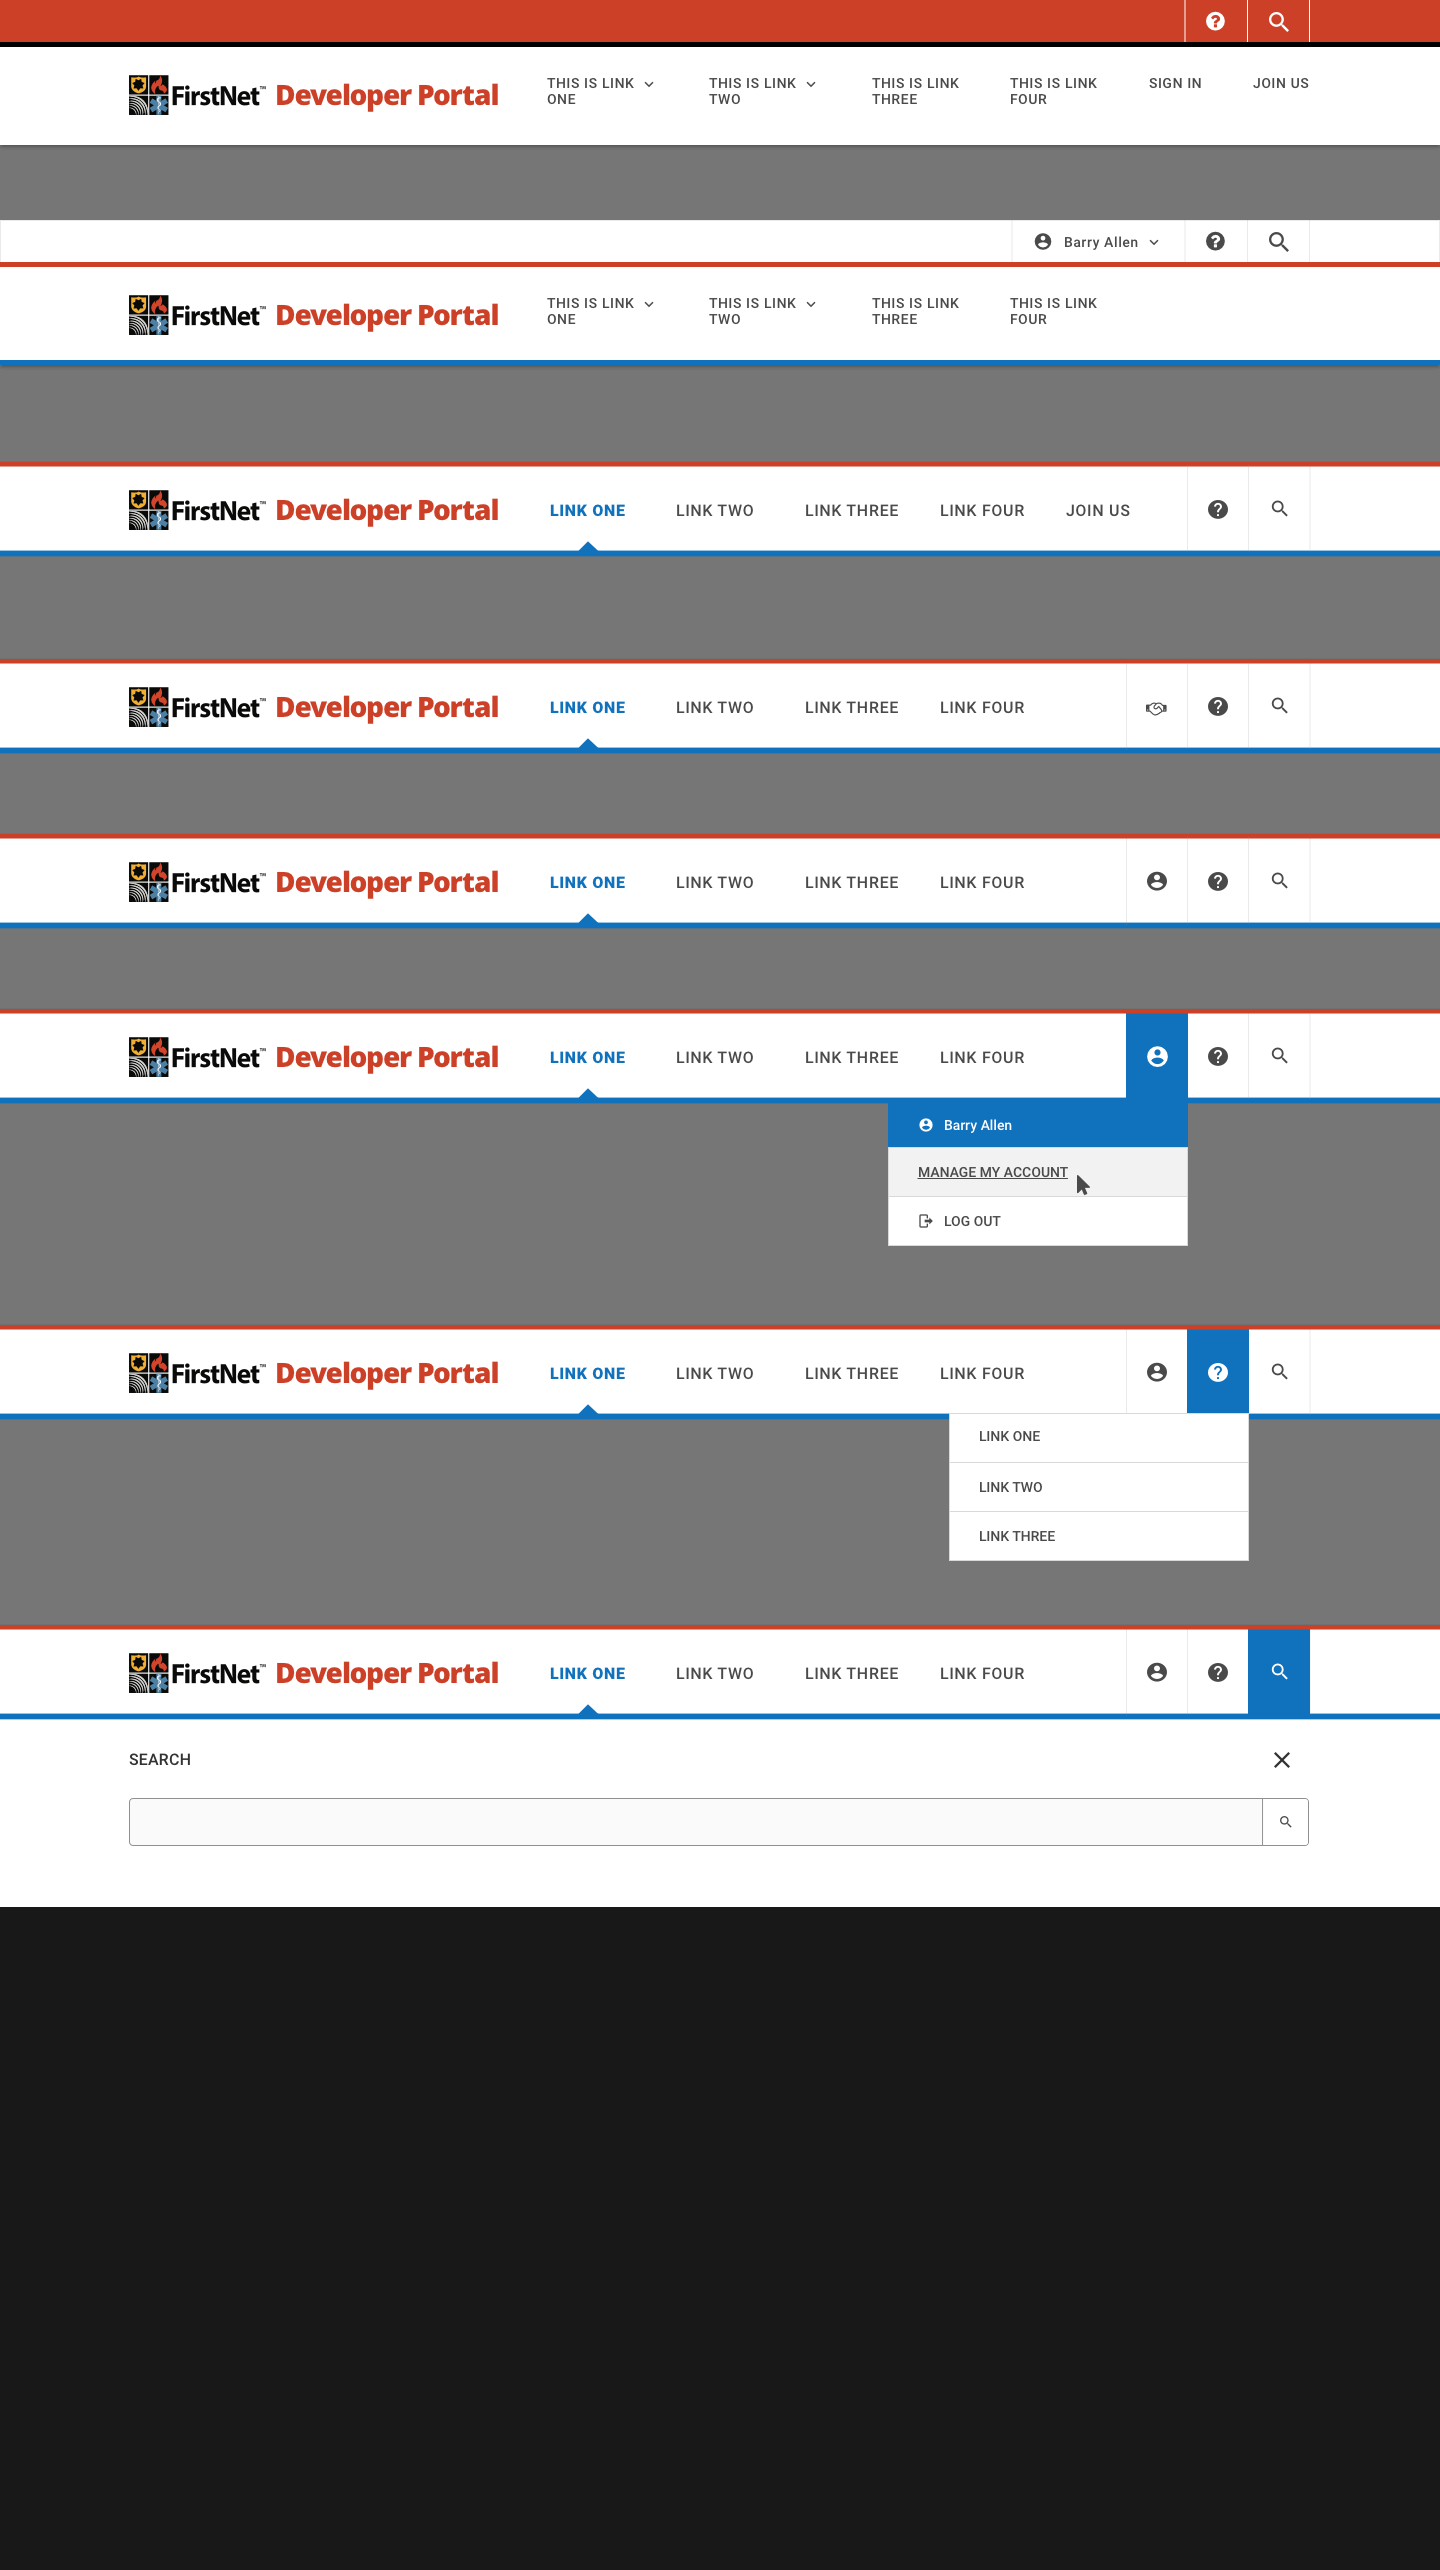 FirstNet™ Developer Portal THIS IS LINK THIS IS LINK THIS IS LINK THIS IS LINK SIGN IN JOIN US
ONE TWO THREE FOUR
Barry Allen
FirstNet™ Developer Portal THIS IS LINK THIS IS LINK THIS IS LINK THIS IS LINK
ONE TWO THREE FOUR
FirstNet™ Developer Portal LINK ONE LINK TWO LINK THREE LINK FOUR JOIN US
FirstNet™ Developer Portal LINK ONE LINK TWO LINK THREE LINK FOUR
FirstNet™ Developer Portal LINK ONE LINK TWO LINK THREE LINK FOUR
FirstNet™ Developer Portal LINK ONE LINK TWO LINK THREE LINK FOUR
Barry Allen
MANAGE MY ACCOUNT
LOG OUT
FirstNet™ Developer Portal LINK ONE LINK TWO LINK THREE LINK FOUR
LINK ONE
LINK TWO
LINK THREE
FirstNet™ Developer Portal LINK ONE LINK TWO LINK THREE LINK FOUR
SEARCH